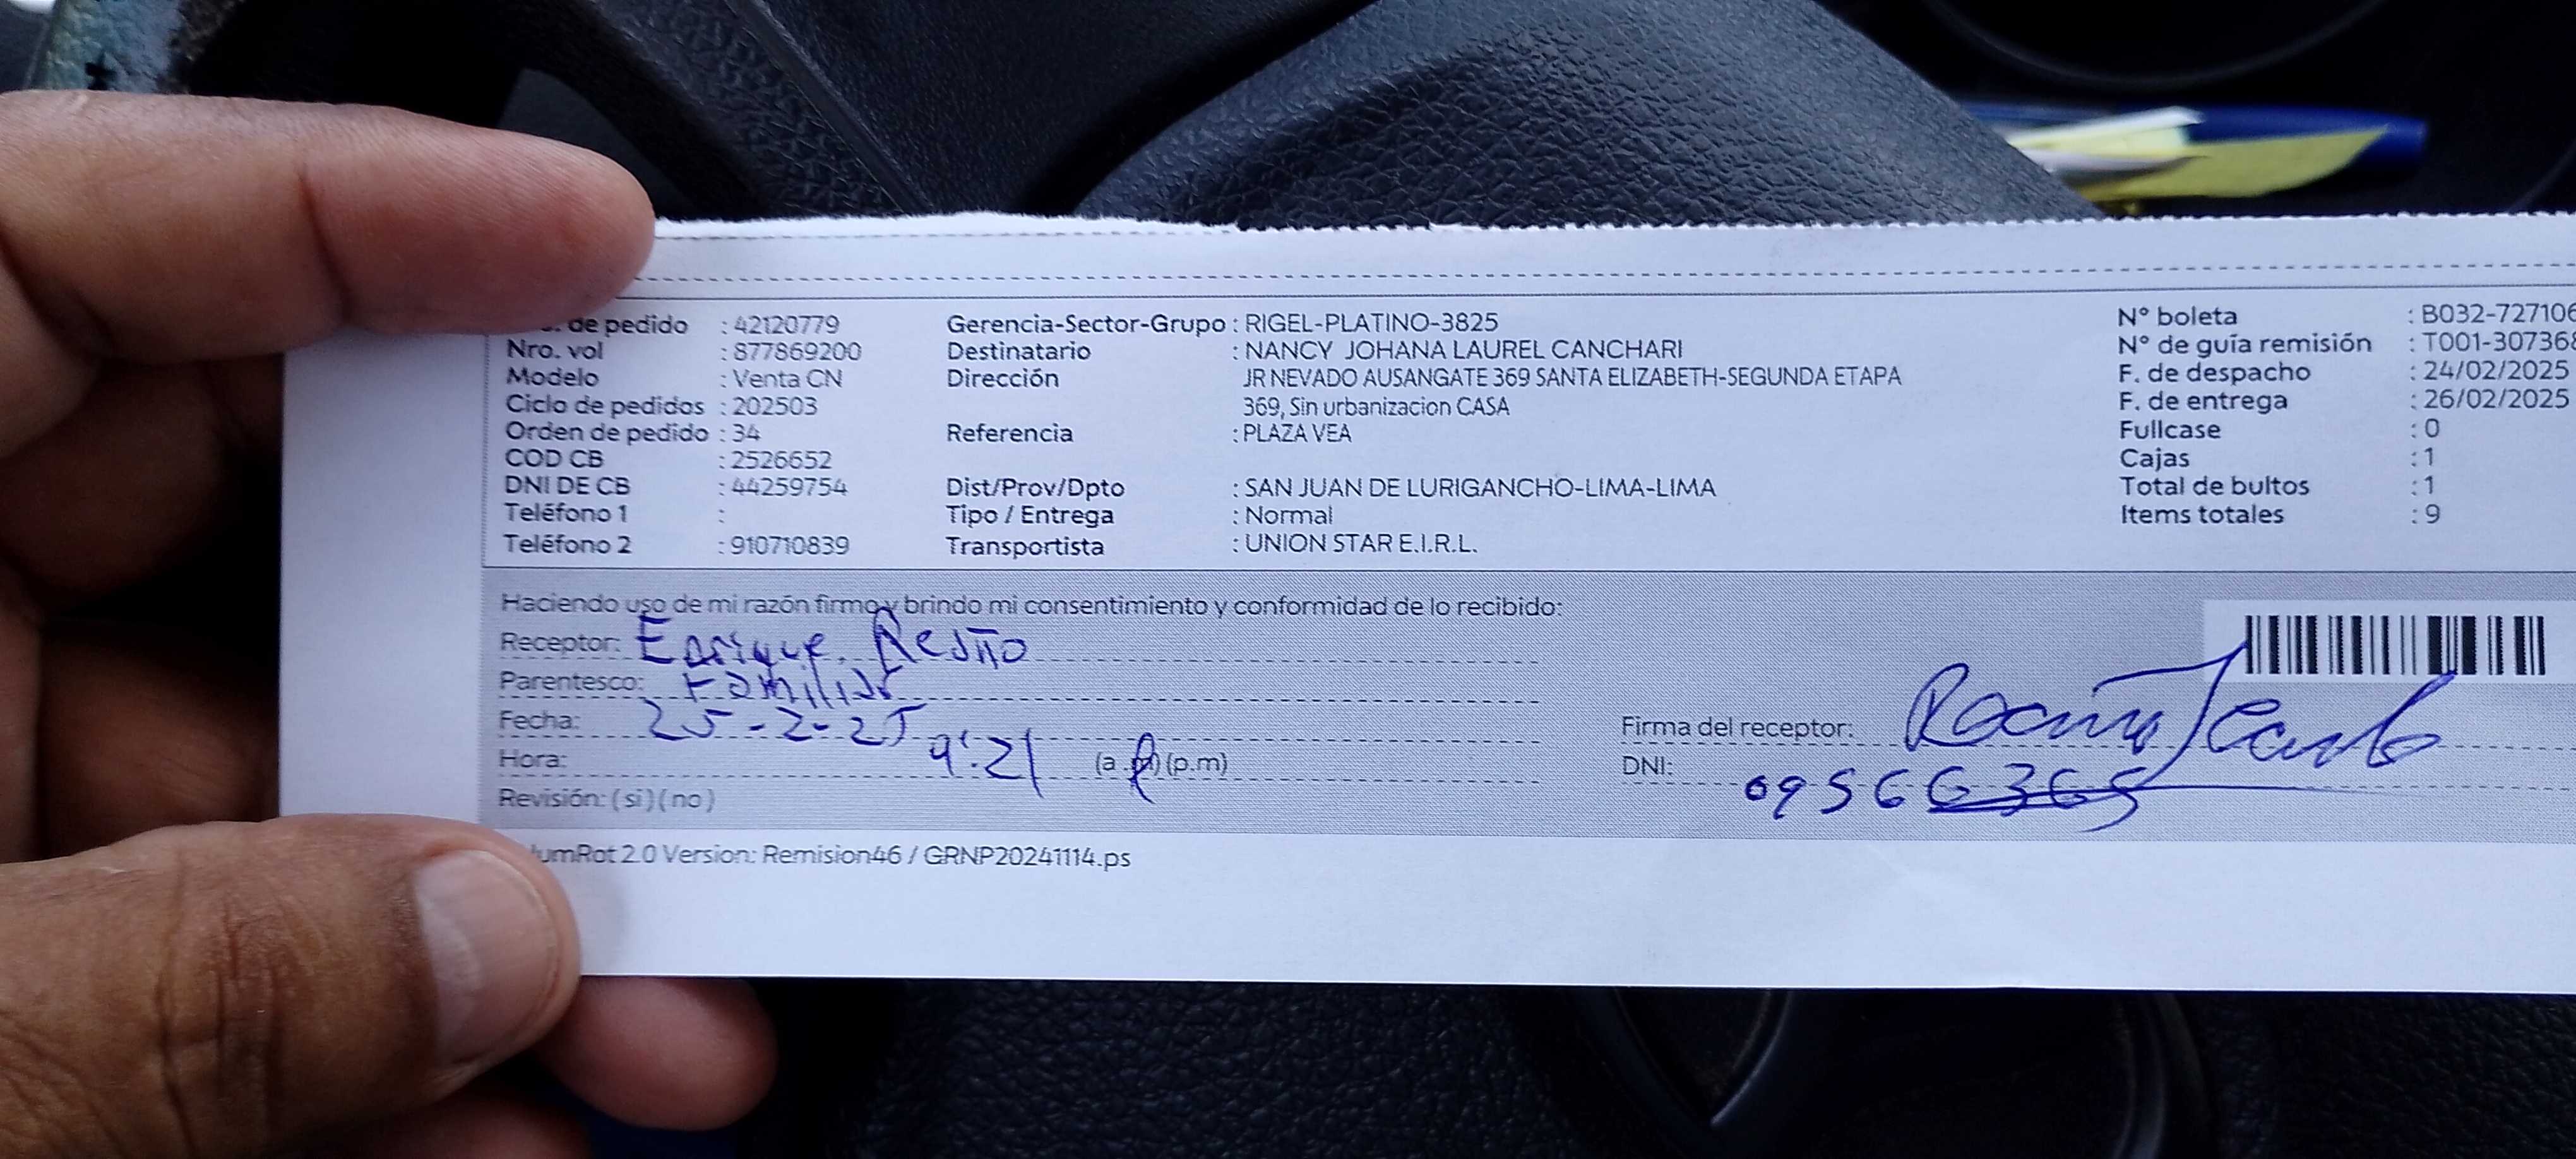 de pedido : 42120779
Nro. vol : 877869200
Modelo : Venta CN
Ciclo de pedidos : 202503
Orden de pedido : 34
COD CB : 2526652
DNI DE CB : 44259754
Teléfono 1 :
Teléfono 2 : 910710839
Gerencia-Sector-Grupo : RIGEL-PLATINO-3825
Destinatario : NANCY JOHANA LAUREL CANCHARI
Dirección JR NEVADO AUSANGATE 369 SANTA ELIZABETH-SEGUNDA ETAPA
369, Sin urbanizacion CASA
Referencia : PLAZA VEA
Dist/Prov/Dpto : SAN JUAN DE LURIGANCHO-LIMA-LIMA
Tipo / Entrega : Normal
Transportista : UNION STAR E.I.R.L.
N° boleta : B032-727106
N° de guía remisión : T001-307368
F. de despacho : 24/02/2025
F. de entrega : 26/02/2025
Fullcase : 0
Cajas : 1
Total de bultos : 1
Items totales : 9
Haciendo uso de mi razón firmo y brindo mi consentimiento y conformidad de lo recibido:
Receptor: Enrique
Parentesco: Familiar
Fecha: 25-2-25
Hora: 9:21 (a.m) (p.m)
Revisión: (si) (no)
Firma del receptor:
DNI: 09566365
umRot 2.0 Version: Remision46 / GRNP20241114.ps